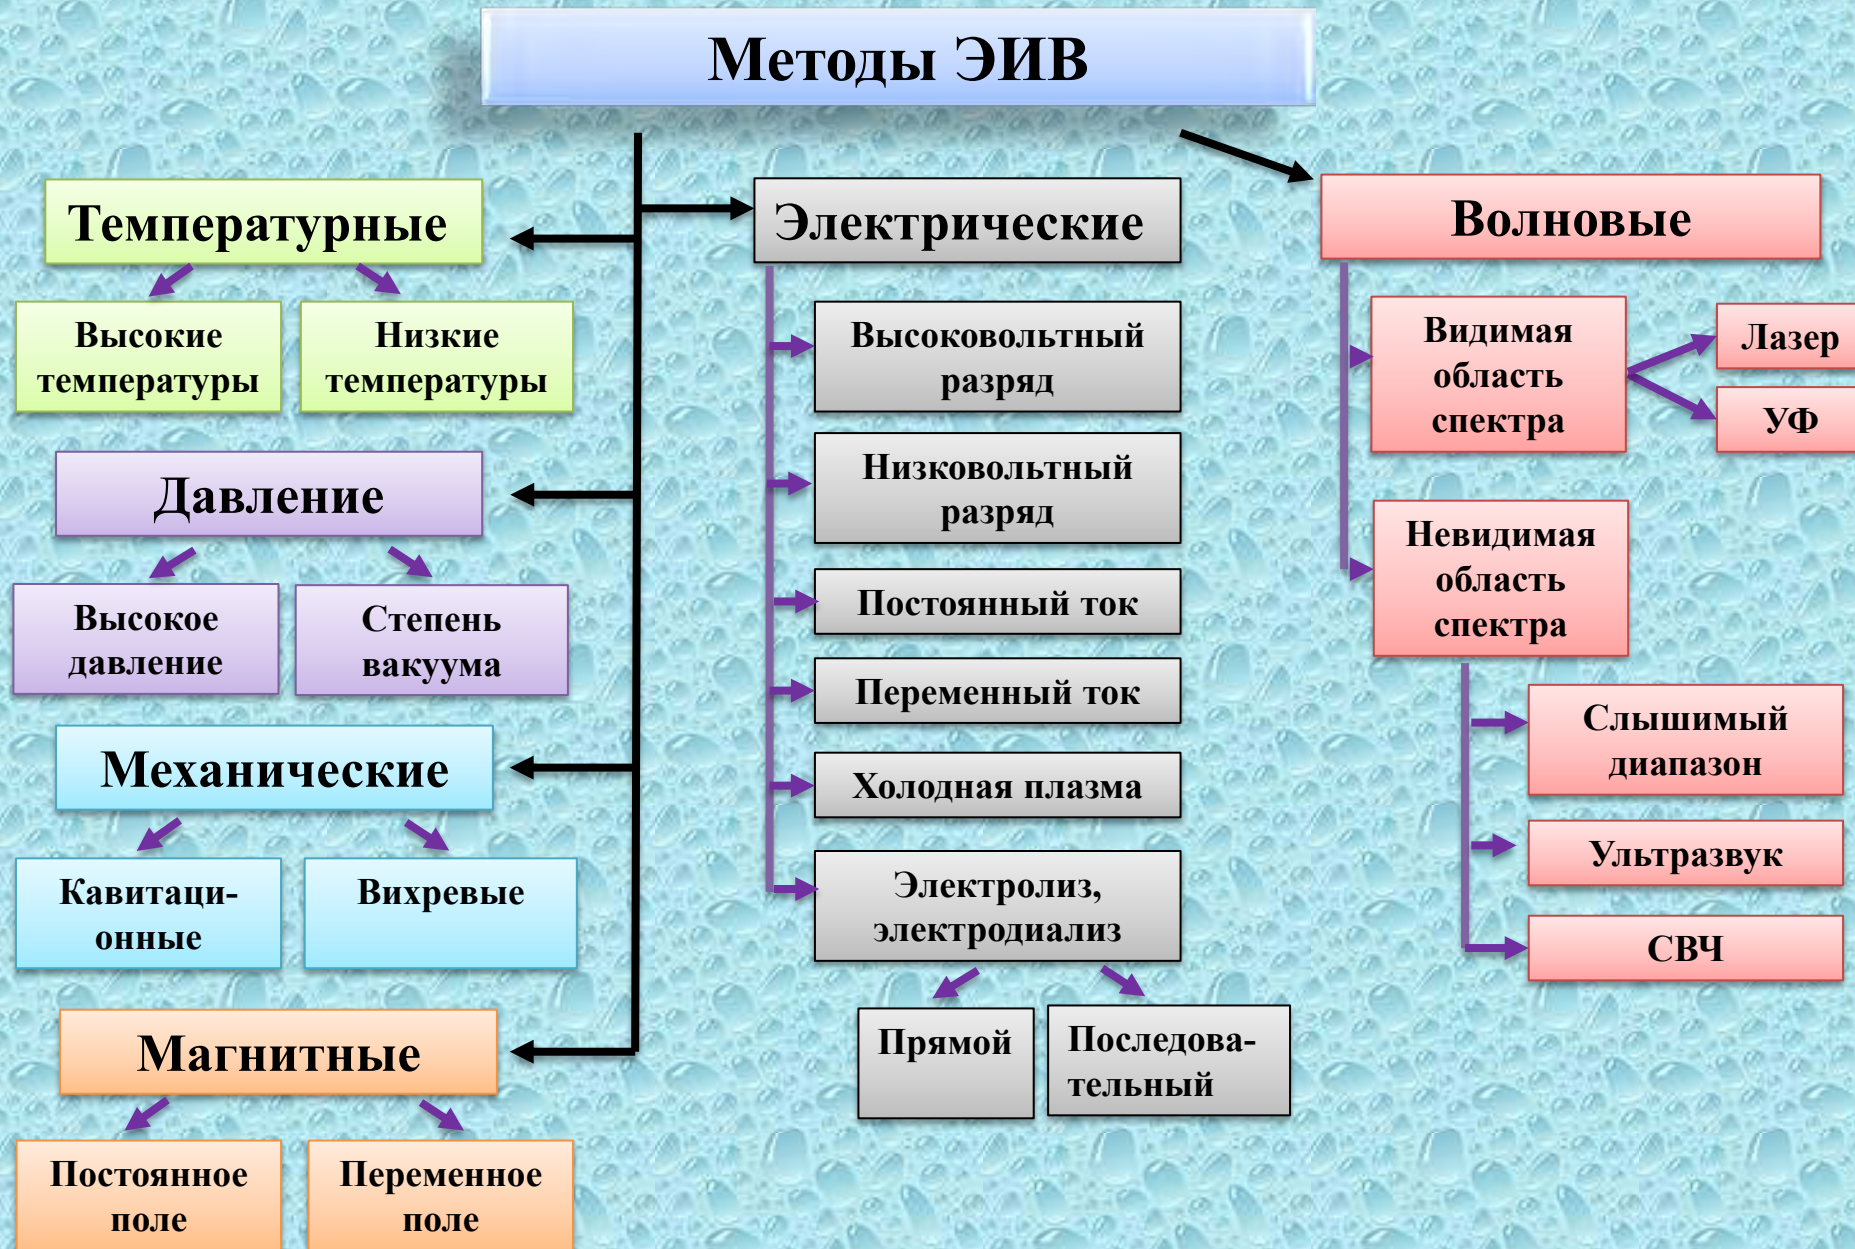 Методы ЭИВ
Температурные
Высокие
температуры
Низкие
температуры
Давление
Высокое
давление
Степень
вакуума
Механические
Кавитаци-
онные
Вихревые
Магнитные
Постоянное
поле
Переменное
поле
Электрические
Высоковольтный
разряд
Низковольтный
разряд
Постоянный ток
Переменный ток
Холодная плазма
Электролиз,
электродиализ
Прямой
Последова-
тельный
Волновые
Видимая
область
спектра
Лазер
УФ
Невидимая
область
спектра
Слышимый
диапазон
Ультразвук
СВЧ